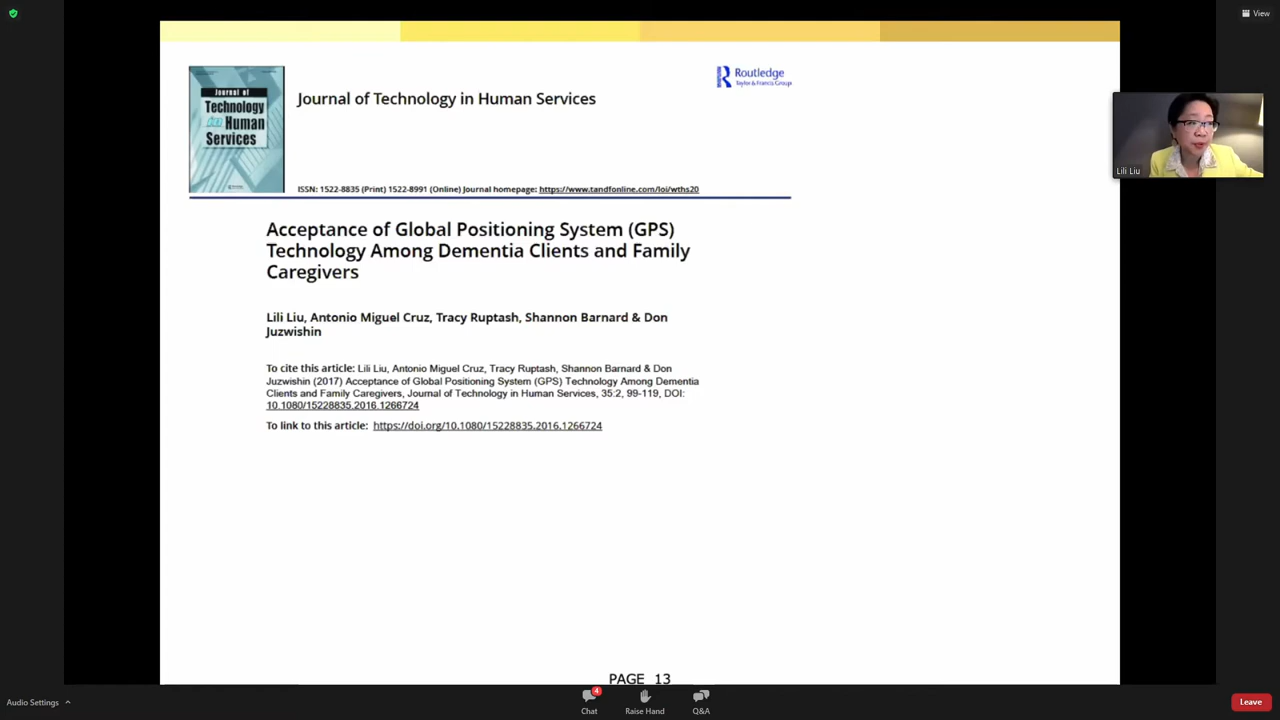 View
Journal of
Technology
in Human
Services
Journal of Technology in Human Services
Routledge
Taylor & Francis Group
ISSN: 1522-8835 (Print) 1522-8991 (Online) Journal homepage: https://www.tandfonline.com/loi/wths20
Lili Liu
Acceptance of Global Positioning System (GPS)
Technology Among Dementia Clients and Family
Caregivers
Lili Liu, Antonio Miguel Cruz, Tracy Ruptash, Shannon Barnard & Don
Juzwishin
To cite this article: Lili Liu, Antonio Miguel Cruz, Tracy Ruptash, Shannon Barnard & Don
Juzwishin (2017) Acceptance of Global Positioning System (GPS) Technology Among Dementia
Clients and Family Caregivers, Journal of Technology in Human Services, 35:2, 99-119, DOI:
10.1080/15228835.2016.1266724
To link to this article: https://doi.org/10.1080/15228835.2016.1266724
PAGE 13
Audio Settings
4
Chat
Raise Hand
Q&A
Leave